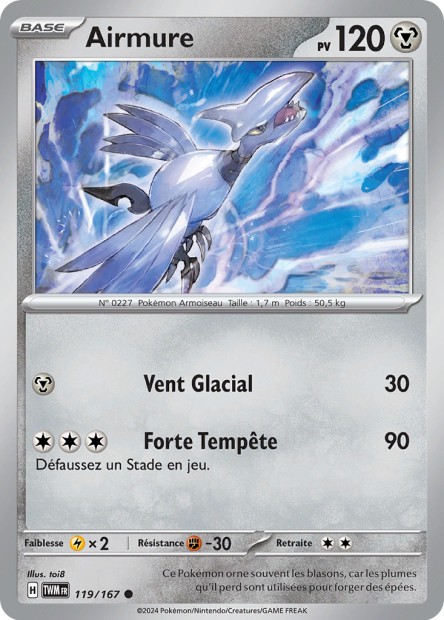 BASE
Airmure
PV 120
N° 0227 Pokémon Armoiseau Taille : 1,7 m Poids : 50,5 kg
Vent Glacial 30
Forte Tempête 90
Défaussez un Stade en jeu.
Faiblesse ×2 Résistance -30 Retraite
Illus. toi8
H TWM FR 119/167
Ce Pokémon orne souvent les blasons, car les plumes
qu'il perd sont utilisées pour forger des épées.
©2024 Pokémon/Nintendo/Creatures/GAME FREAK